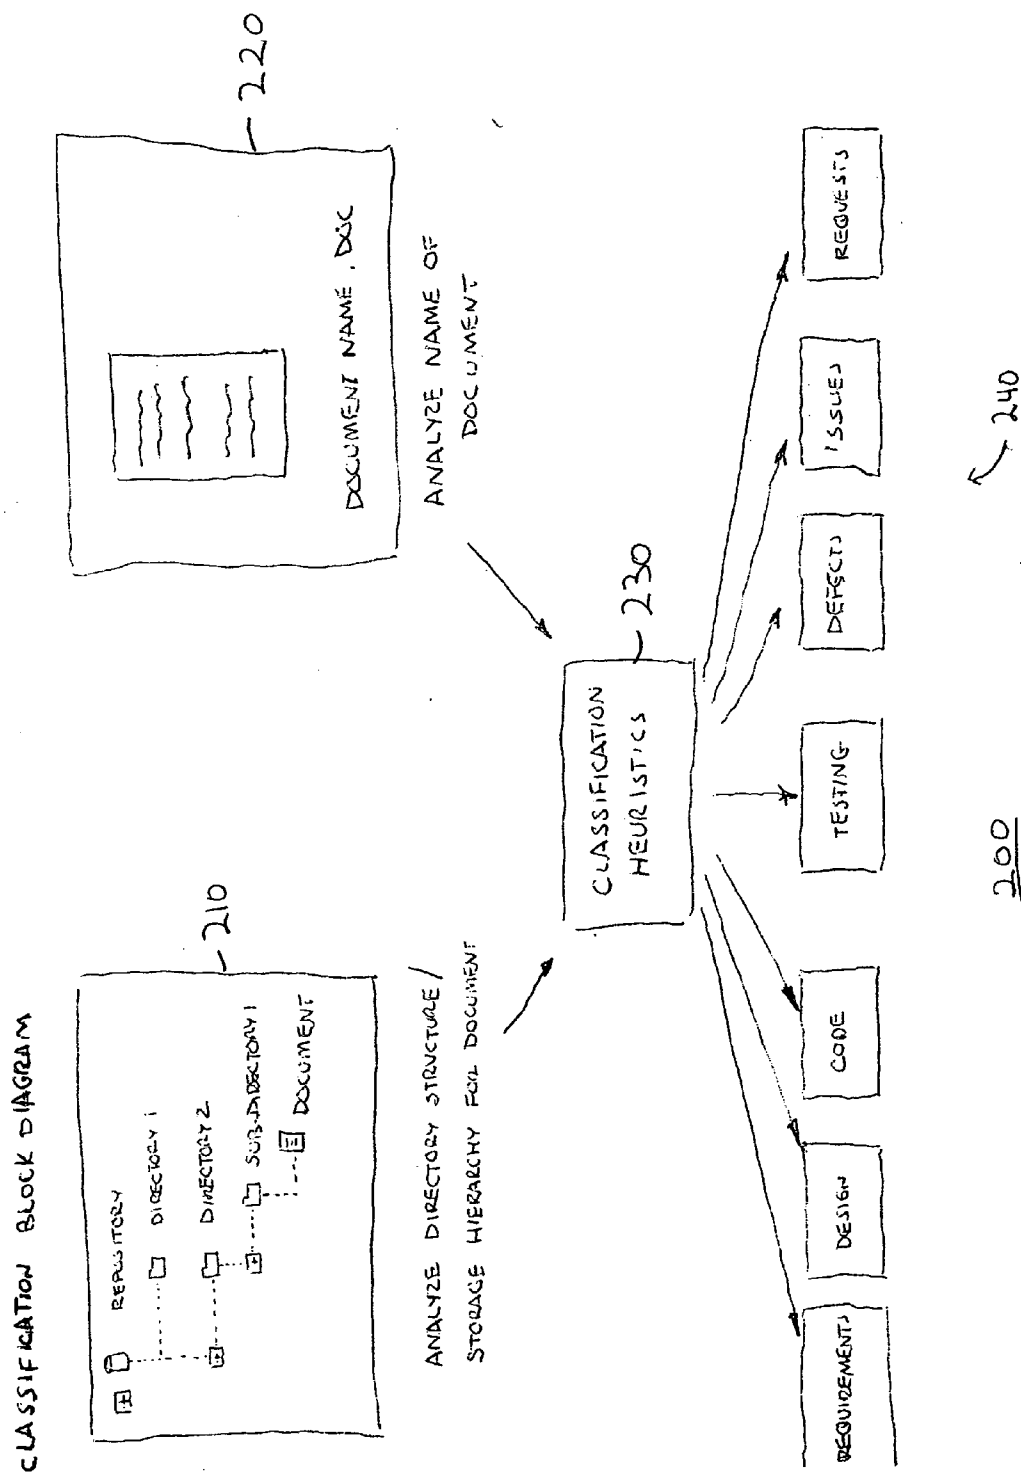 CLASSIFICATION BLOCK DIAGRAM
REPOSITORY
DIRECTORY 1
DIRECTORY 2
SUB-DIRECTORY 1
DOCUMENT
210
ANALYZE DIRECTORY STRUCTURE /
STORAGE HIERARCHY FOR DOCUMENT
DOCUMENT NAME.DOC
220
ANALYZE NAME OF
DOCUMENT
CLASSIFICATION
HEURISTICS
230
REQUIREMENTS
DESIGN
CODE
TESTING
DEFECTS
ISSUES
REQUESTS
240
200